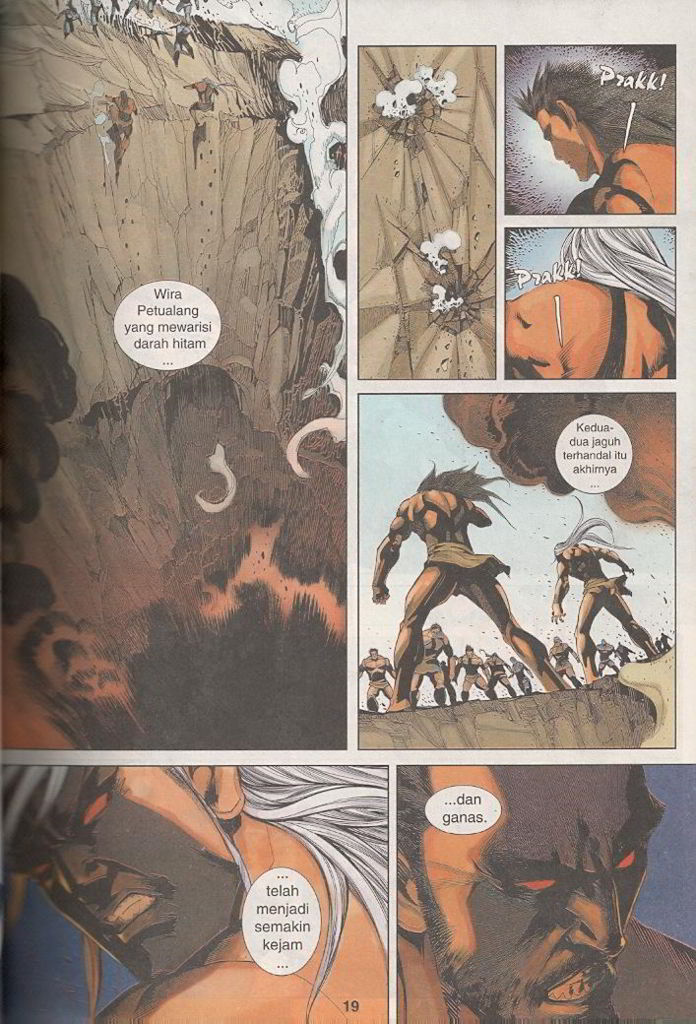 Wira
Petualang
yang mewarisi
darah hitam
...
Prakk!
Prakk!
Kedua-
dua jaguh
terhandal itu
akhirnya
...
...
telah
menjadi
semakin
kejam
...
...dan
ganas.
19